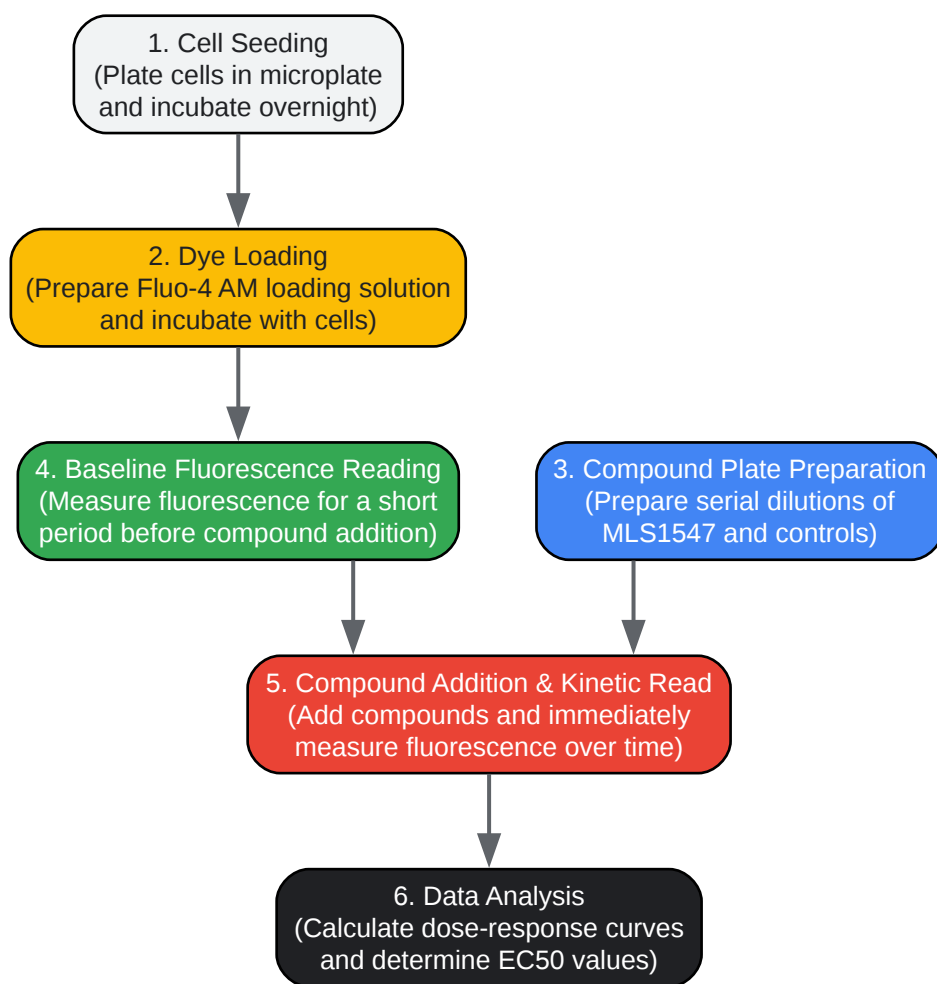 1. Cell Seeding
(Plate cells in microplate
and incubate overnight)
2. Dye Loading
(Prepare Fluo-4 AM loading solution
and incubate with cells)
4. Baseline Fluorescence Reading
(Measure fluorescence for a short
period before compound addition)
3. Compound Plate Preparation
(Prepare serial dilutions of
MLS1547 and controls)
5. Compound Addition & Kinetic Read
(Add compounds and immediately
measure fluorescence over time)
6. Data Analysis
(Calculate dose-response curves
and determine EC50 values)